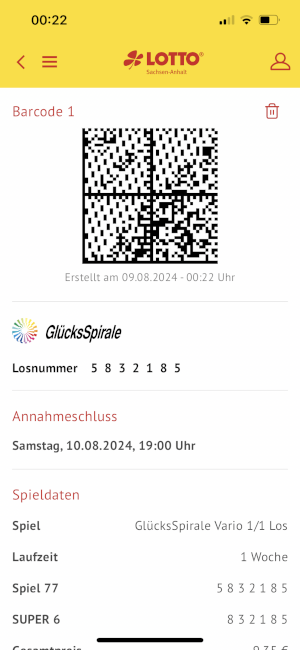 00:22
LOTTO®
Sachsen-Anhalt
Barcode 1
Erstellt am 09.08.2024 - 00:22 Uhr
GlücksSpirale
Losnummer 5 8 3 2 1 8 5
Annahmeschluss
Samstag, 10.08.2024, 19:00 Uhr
Spieldaten
Spiel GlücksSpirale Vario 1/1 Los
Laufzeit 1 Woche
Spiel 77 5 8 3 2 1 8 5
SUPER 6 8 3 2 1 8 5
Gesamtpreis 9,35 €